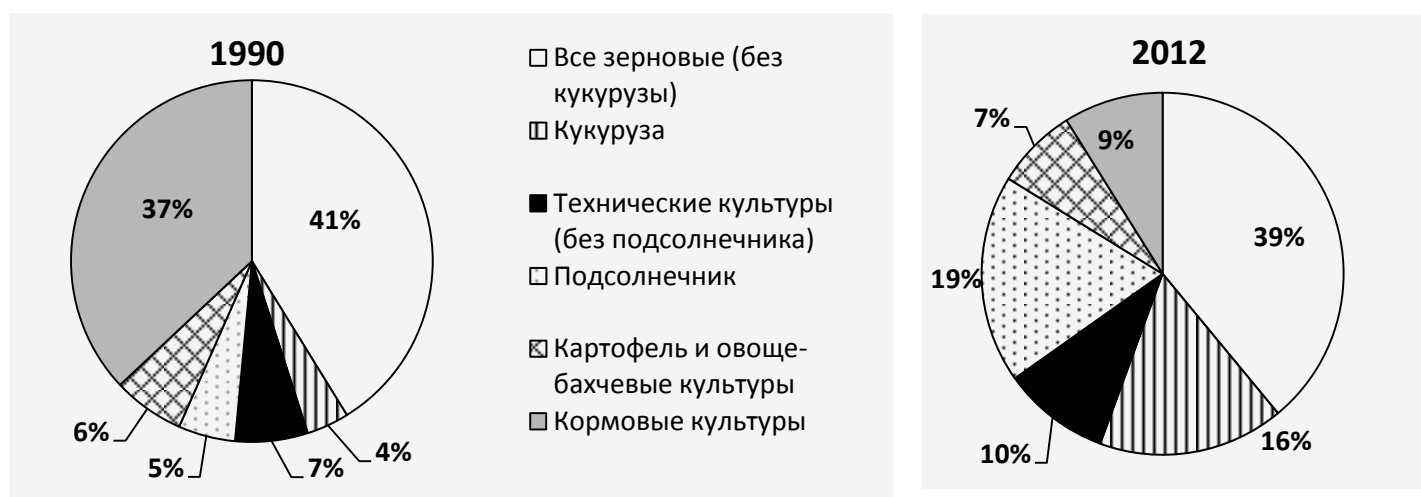 1990
37%
41%
6%
5%
7%
4%
Все зерновые (без
кукурузы)
Кукуруза
Технические культуры
(без подсолнечника)
Подсолнечник
Картофель и овоще-
бахчевые культуры
Кормовые культуры
2012
7%
9%
39%
19%
10%
16%